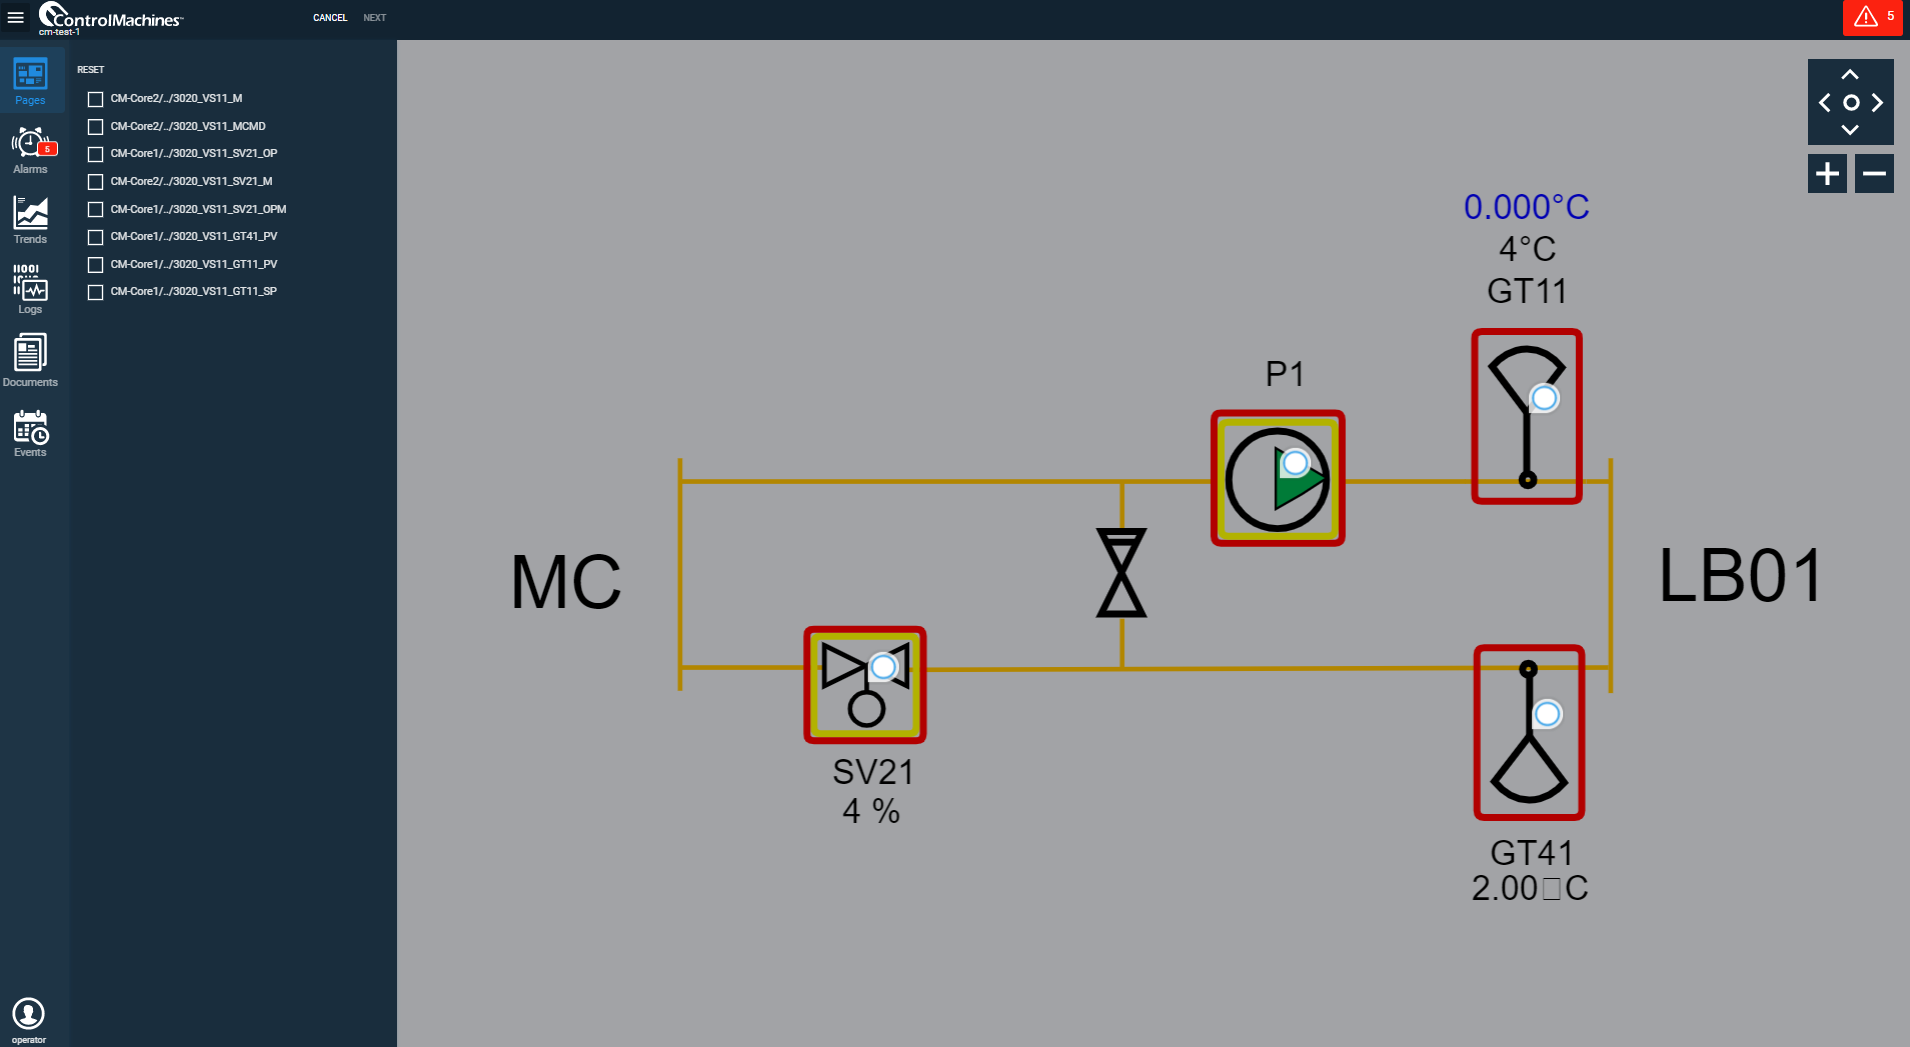 ControlMachines™
cm-test-1
CANCEL
NEXT
5
RESET
Pages
CM-Core2/../3020_VS11_M
CM-Core2/../3020_VS11_MCMD
CM-Core1/../3020_VS11_SV21_OP
CM-Core2/../3020_VS11_SV21_M
CM-Core1/../3020_VS11_SV21_OPM
CM-Core1/../3020_VS11_GT41_PV
CM-Core1/../3020_VS11_GT11_PV
CM-Core1/../3020_VS11_GT11_SP
5
Alarms
Trends
Logs
Documents
Events
operator
0.000°C
4°C
GT11
P1
MC
LB01
SV21
4 %
GT41
2.00□C